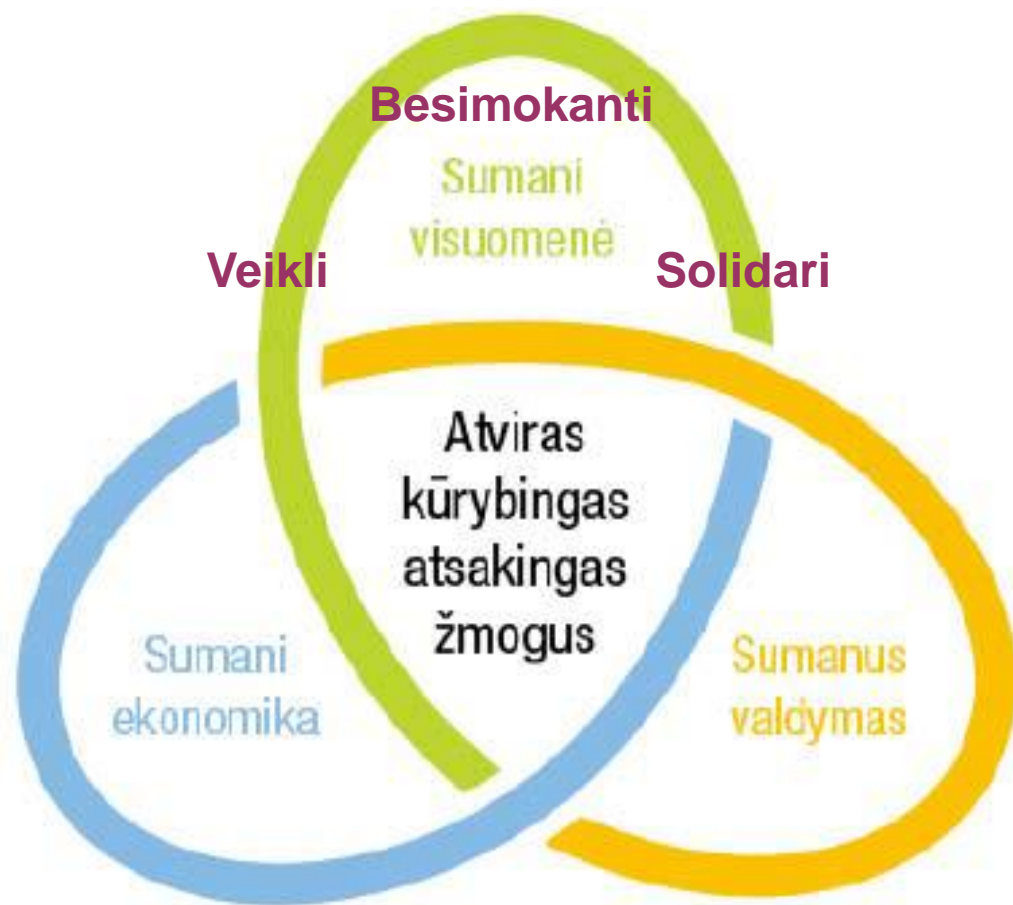 Besimokanti
Sumani
visuomenė
Veikli
Solidari
Atviras
kūrybingas
atsakingas
žmogus
Sumani
ekonomika
Sumanus
valdymas